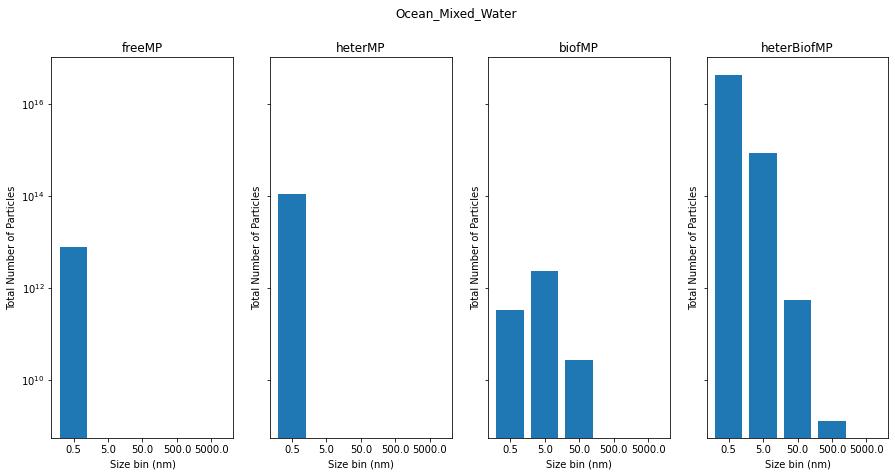 Ocean_Mixed_Water
freeMP
heterMP
biofMP
heterBiofMP
Total Number of Particles
10^16
10^14
10^12
10^10
0.5 5.0 50.0 500.0 5000.0
Size bin (nm)
Total Number of Particles
0.5 5.0 50.0 500.0 5000.0
Size bin (nm)
Total Number of Particles
0.5 5.0 50.0 500.0 5000.0
Size bin (nm)
Total Number of Particles
0.5 5.0 50.0 500.0 5000.0
Size bin (nm)